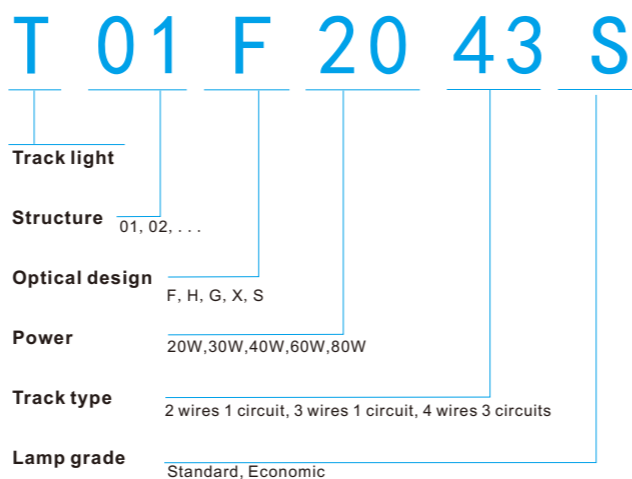 T 01 F 20 43 S
Track light
Structure
01, 02, . . .
Optical design
F, H, G, X, S
Power
20W,30W,40W,60W,80W
Track type
2 wires 1 circuit, 3 wires 1 circuit, 4 wires 3 circuits
Lamp grade
Standard, Economic